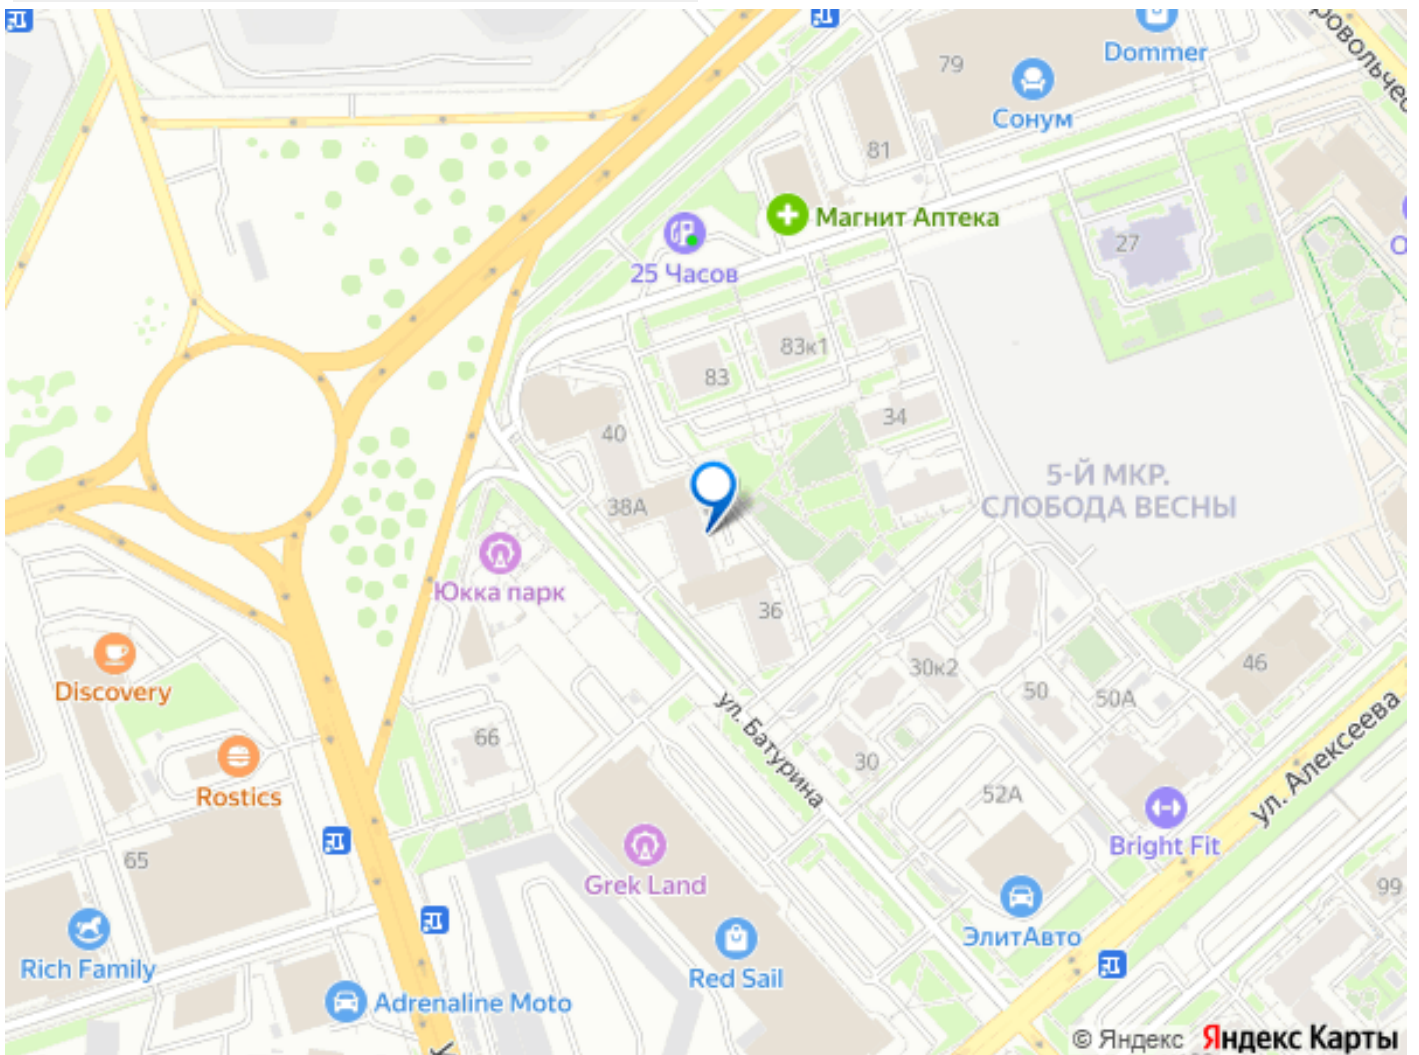 Dommer
79
Сонум
81
Магнит Аптека
25 Часов
27
83к1
83
34
40
5-Й МКР.
СЛОБОДА ВЕСНЫ
38А
Юкка парк
36
Discovery
30к2
46
50
50А
ул. Батурина
66
30
ул. Алексеева
Rostics
52А
Bright Fit
65
Grek Land
99
ЭлитАвто
Rich Family
Red Sail
Adrenaline Moto
© Яндекс Яндекс Карты